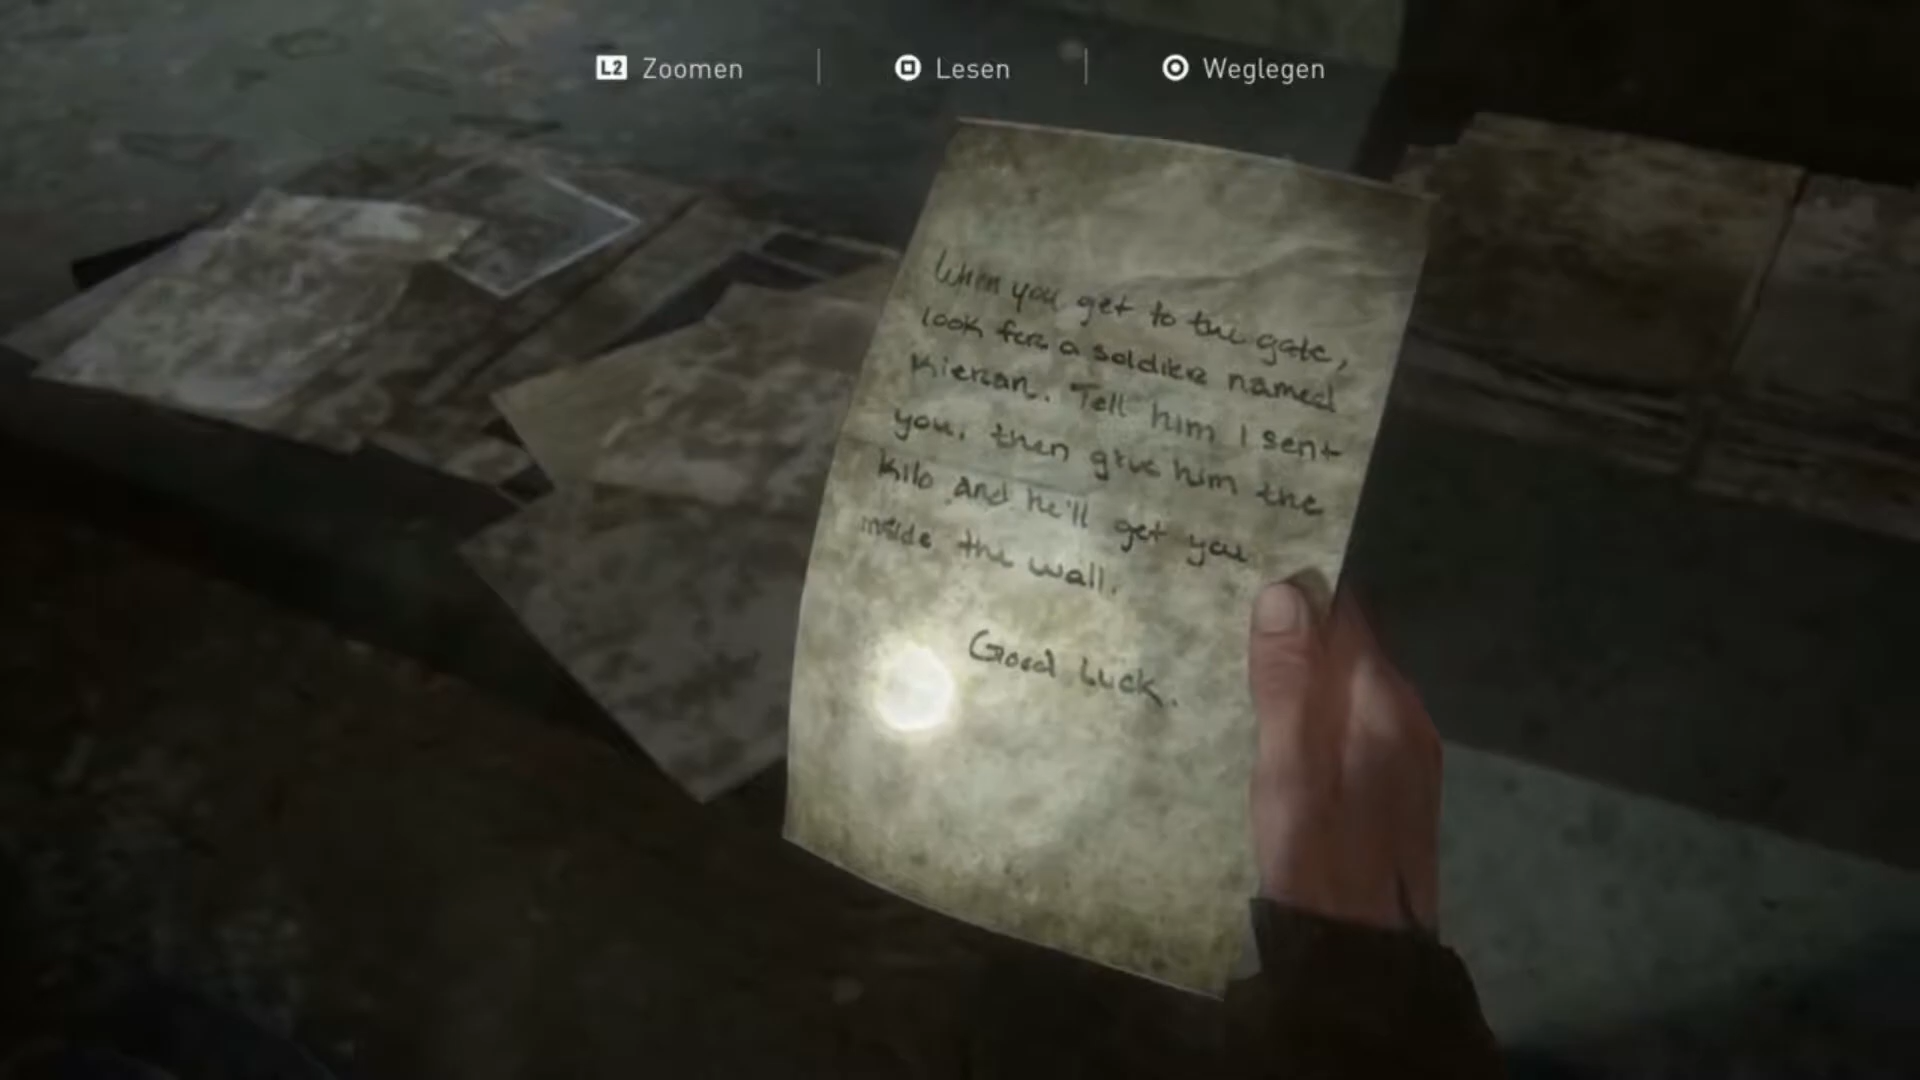 L2 Zoomen | Lesen | Weglegen
When you get to the gate,
look for a soldier named
Kieran. Tell him I sent
you, then give him the
kilo and he'll get you
inside the wall.
Good Luck.